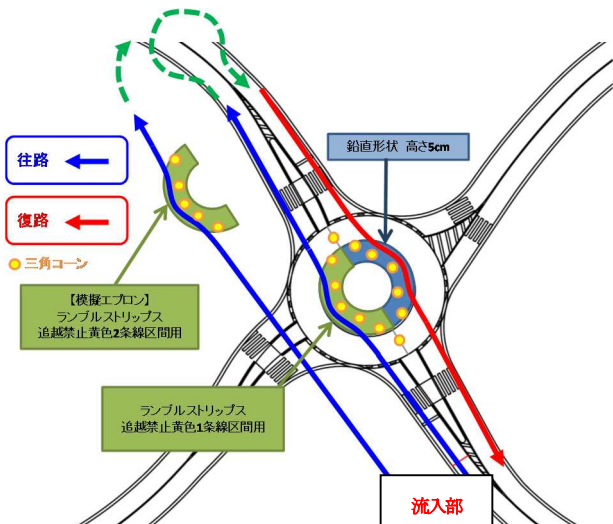 鉛直形状 高さ5cm
往路
復路
三角コーン
【模擬エプロン】
ランブルストリップス
追越禁止黄色2条線区間用
ランブルストリップス
追越禁止黄色1条線区間用
流入部